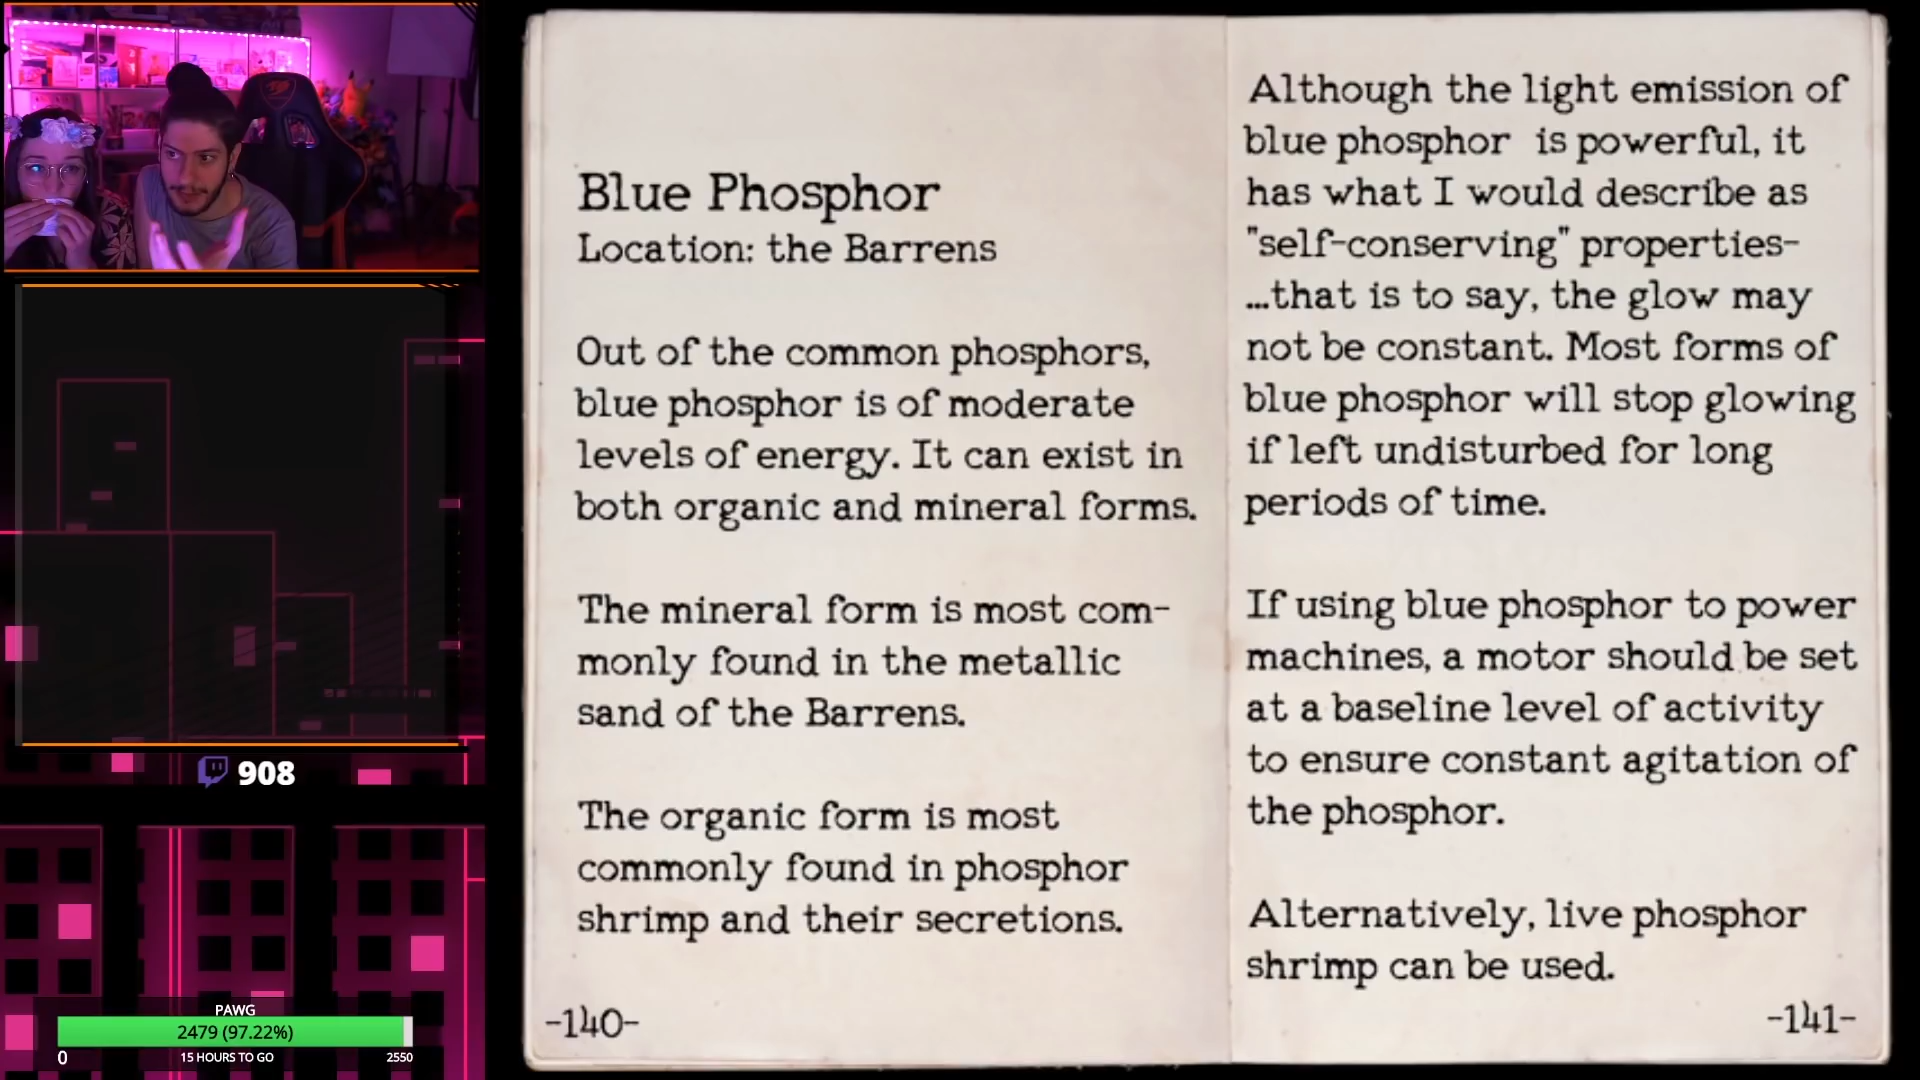 Blue Phosphor
Location: the Barrens
Out of the common phosphors,
blue phosphor is of moderate
levels of energy. It can exist in
both organic and mineral forms.
The mineral form is most com-
monly found in the metallic
sand of the Barrens.
The organic form is most
commonly found in phosphor
shrimp and their secretions.
-140-
Although the light emission of
blue phosphor is powerful, it
has what I would describe as
"self-conserving" properties-
...that is to say, the glow may
not be constant. Most forms of
blue phosphor will stop glowing
if left undisturbed for long
periods of time.
If using blue phosphor to power
machines, a motor should be set
at a baseline level of activity
to ensure constant agitation of
the phosphor.
Alternatively, live phosphor
shrimp can be used.
-141-
908
PAWG
2479 (97.22%)
0 15 HOURS TO GO 2550